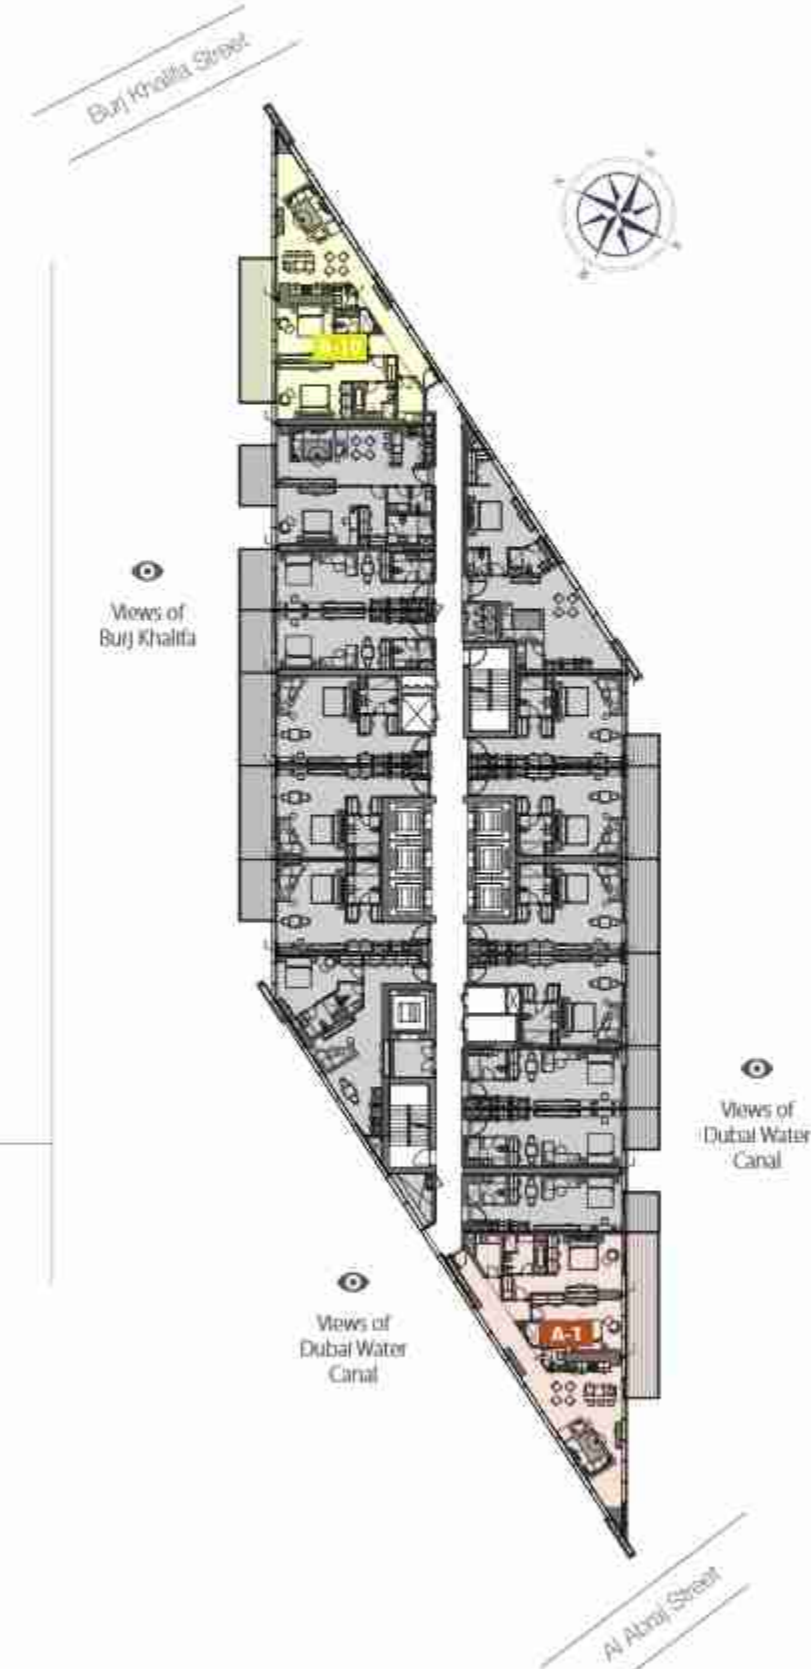 Burj Khalifa Street
A-10
Views of
Burj Khalifa
Views of
Dubai Water
Canal
Views of
Dubai Water
Canal
A-1
Al Abraj Street